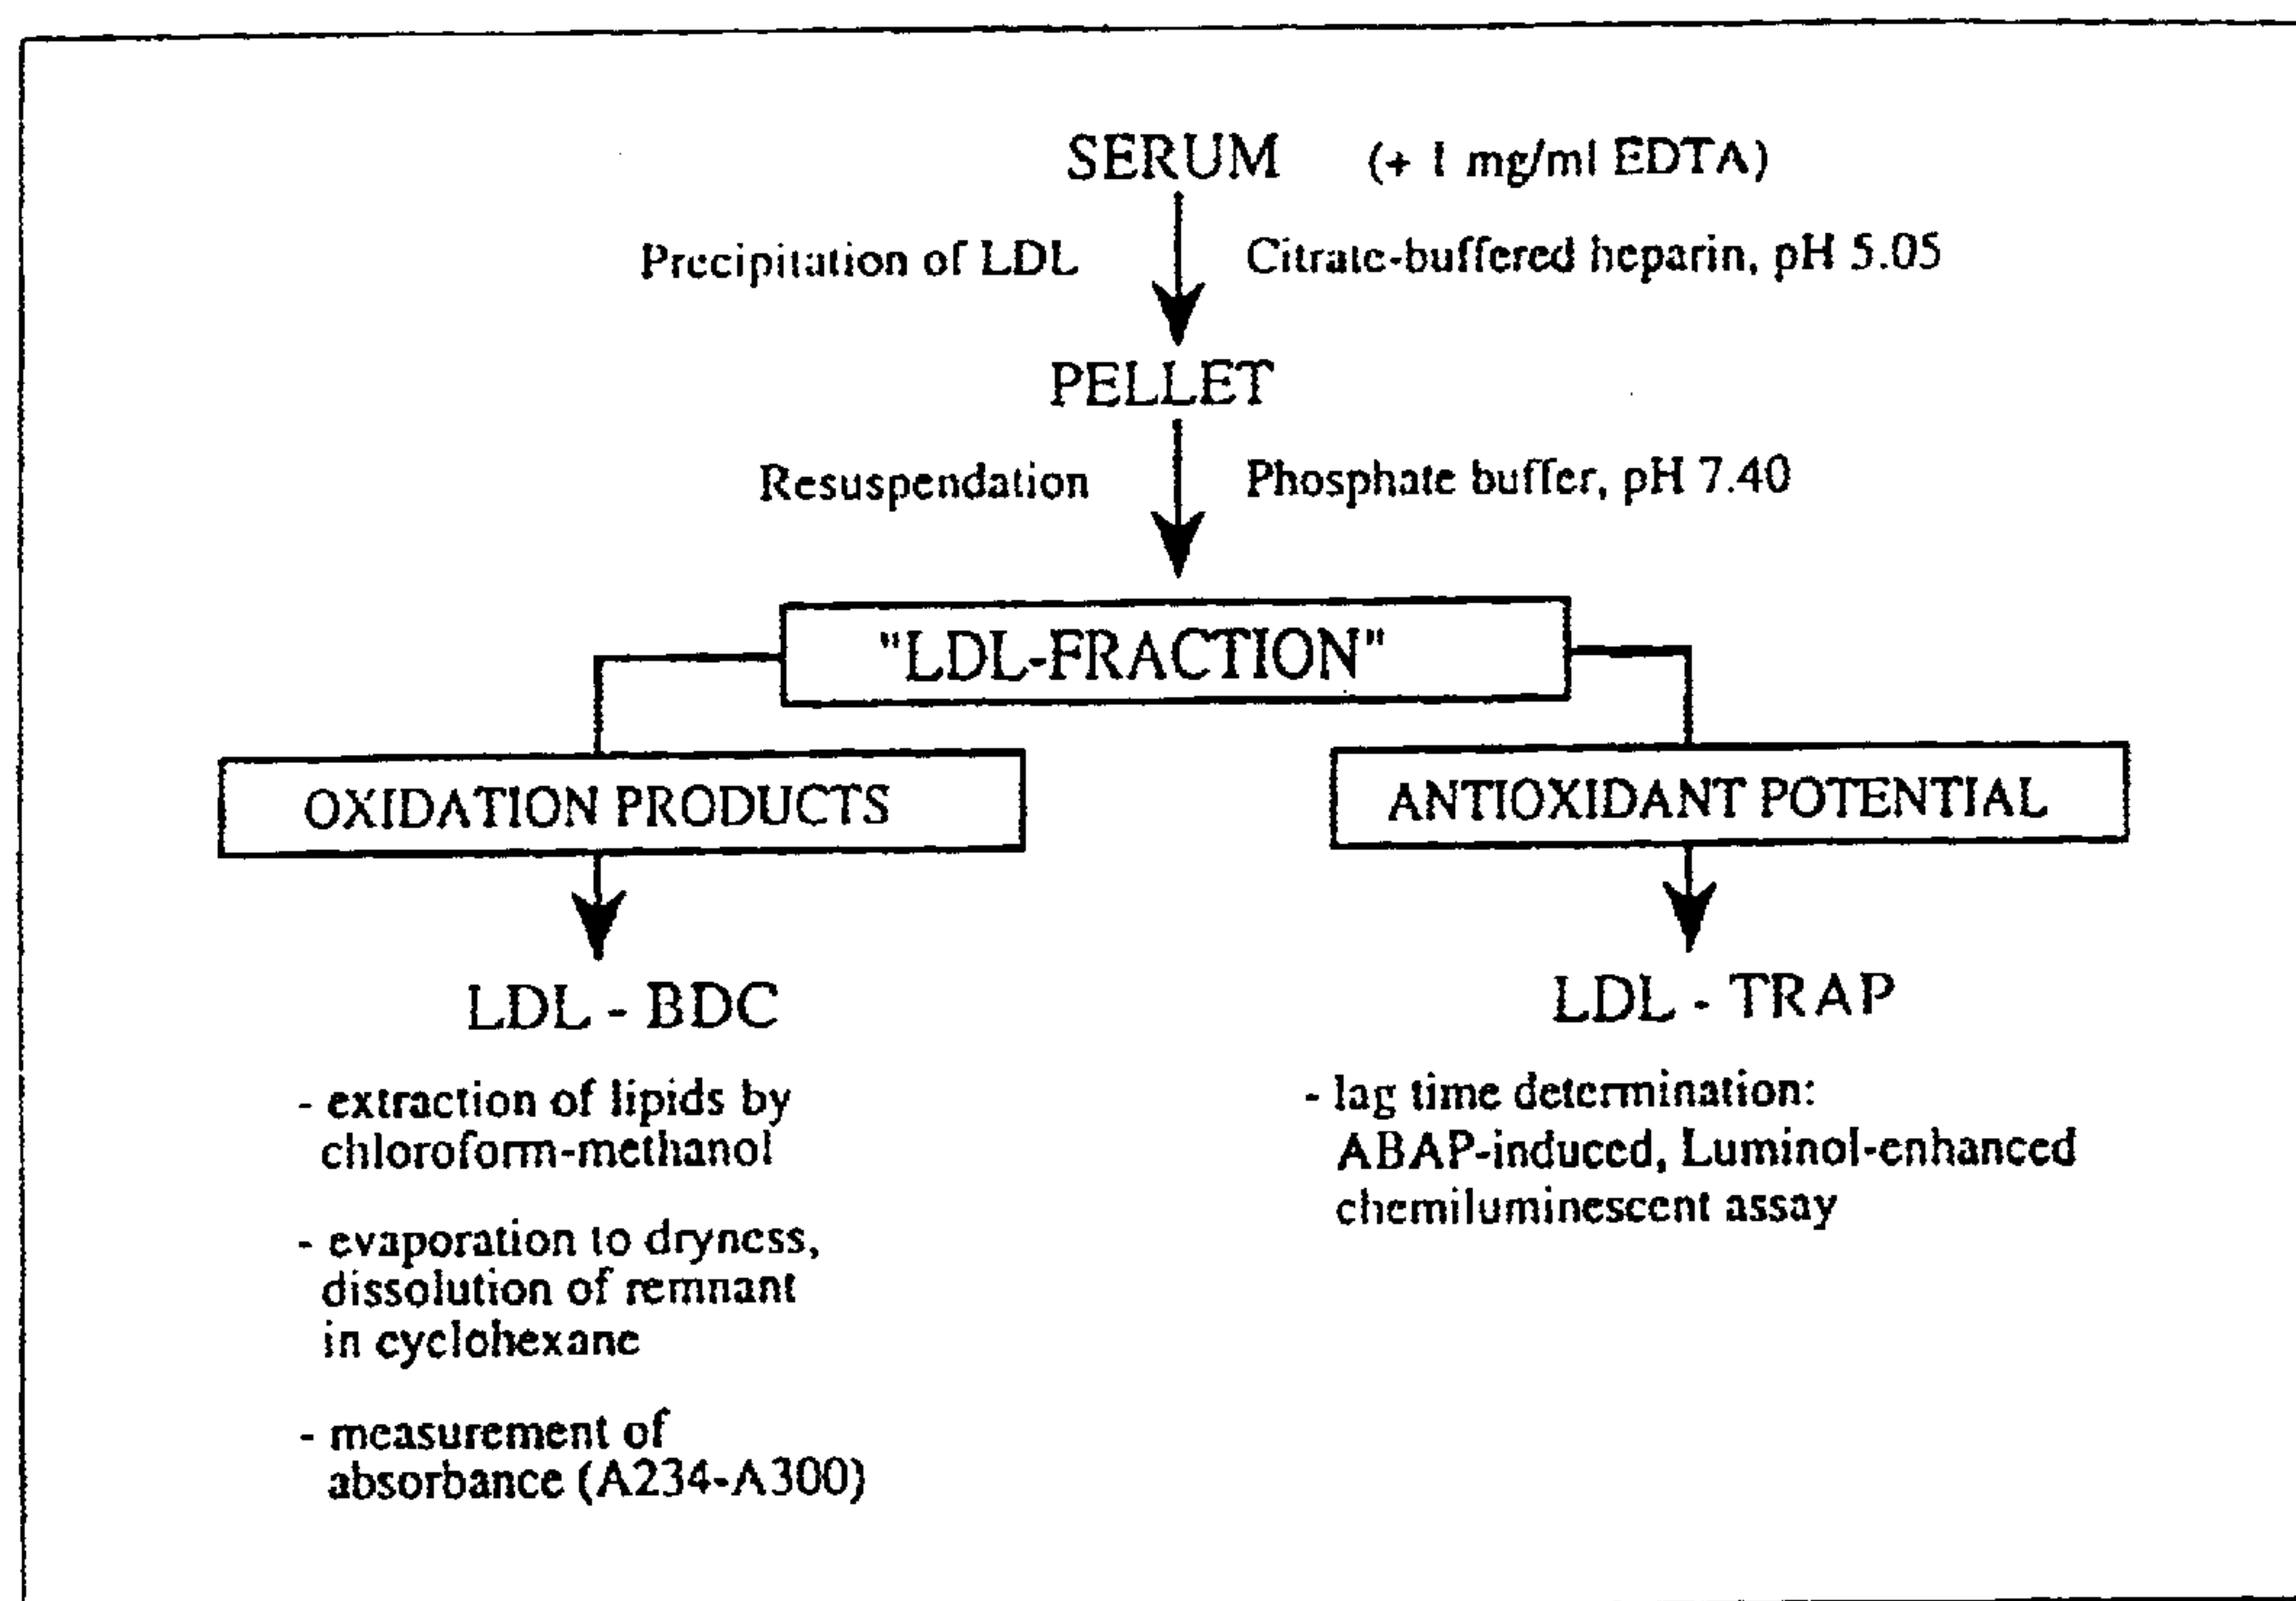 SERUM (+ 1 mg/ml EDTA)
Precipitation of LDL Citrate-buffered heparin, pH 5.05
PELLET
Resuspendation Phosphate buffer, pH 7.40
"LDL-FRACTION"
OXIDATION PRODUCTS
LDL - BDC
- extraction of lipids by
chloroform-methanol
- evaporation to dryness,
dissolution of remnant
in cyclohexane
- measurement of
absorbance (A234-A300)
ANTIOXIDANT POTENTIAL
LDL - TRAP
- lag time determination:
ABAP-induced, Luminol-enhanced
chemiluminescent assay